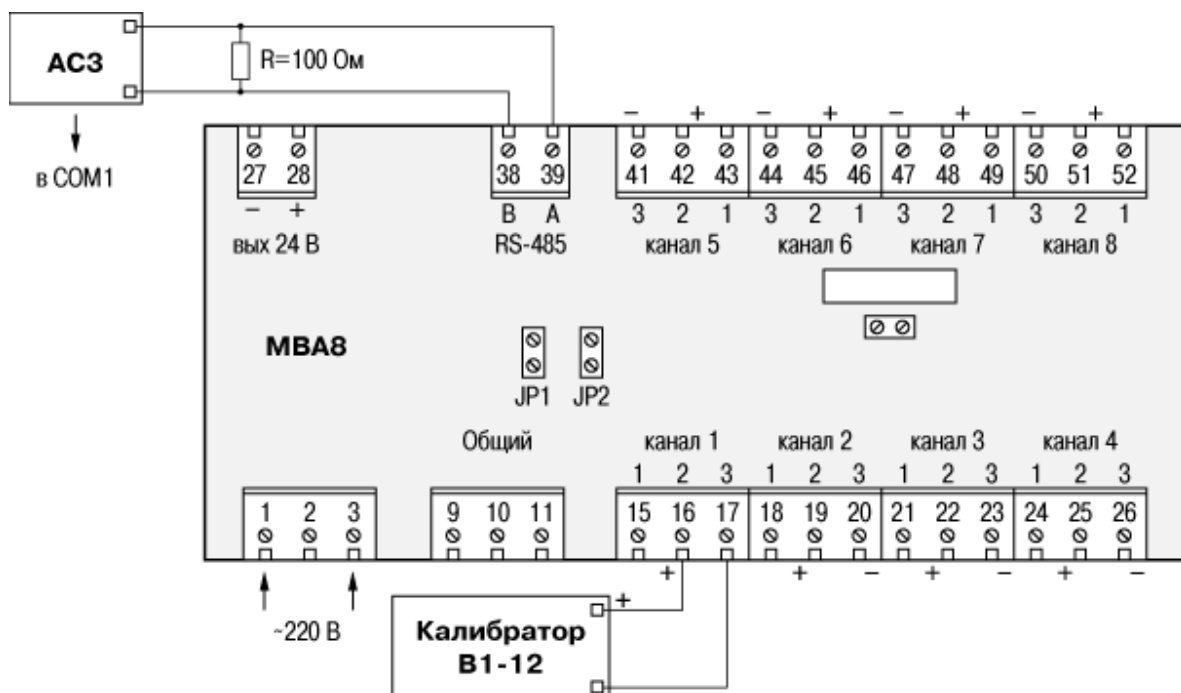 АС3
R=100 Ом
в COM1
− + − + − + − +
27 28 38 39 41 42 43 44 45 46 47 48 49 50 51 52
− + B A 3 2 1 3 2 1 3 2 1 3 2 1
вых 24 В RS-485 канал 5 канал 6 канал 7 канал 8
МВА8
JP1 JP2
Общий канал 1 канал 2 канал 3 канал 4
1 2 3 1 2 3 1 2 3 1 2 3
1 2 3 9 10 11 15 16 17 18 19 20 21 22 23 24 25 26
+ + − + − + −
~220 В
+
Калибратор
В1-12